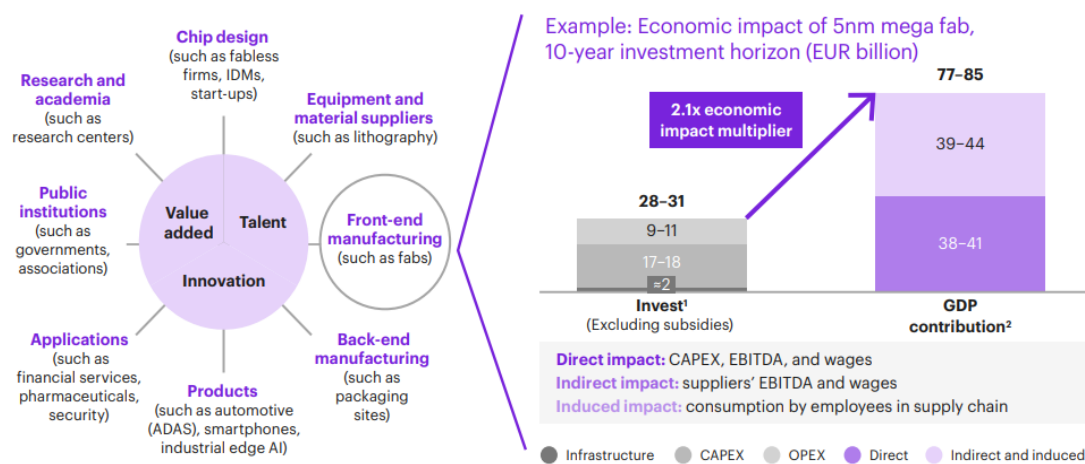 Chip design
(such as fabless
firms, IDMs,
start-ups)
Research and
academia
(such as
research centers)
Equipment and
material suppliers
(such as lithography)
Public
institutions
(such as
governments,
associations)
Value
added
Talent
Innovation
Front-end
manufacturing
(such as fabs)
Applications
(such as
financial services,
pharmaceuticals,
security)
Products
(such as automotive
(ADAS), smartphones,
industrial edge AI)
Back-end
manufacturing
(such as
packaging
sites)
Example: Economic impact of 5nm mega fab,
10-year investment horizon (EUR billion)
77–85
2.1x economic
impact multiplier
39–44
28–31
9–11
38–41
17–18
≈2
Invest¹
(Excluding subsidies)
GDP
contribution²
Direct impact: CAPEX, EBITDA, and wages
Indirect impact: suppliers’ EBITDA and wages
Induced impact: consumption by employees in supply chain
Infrastructure CAPEX OPEX Direct Indirect and induced